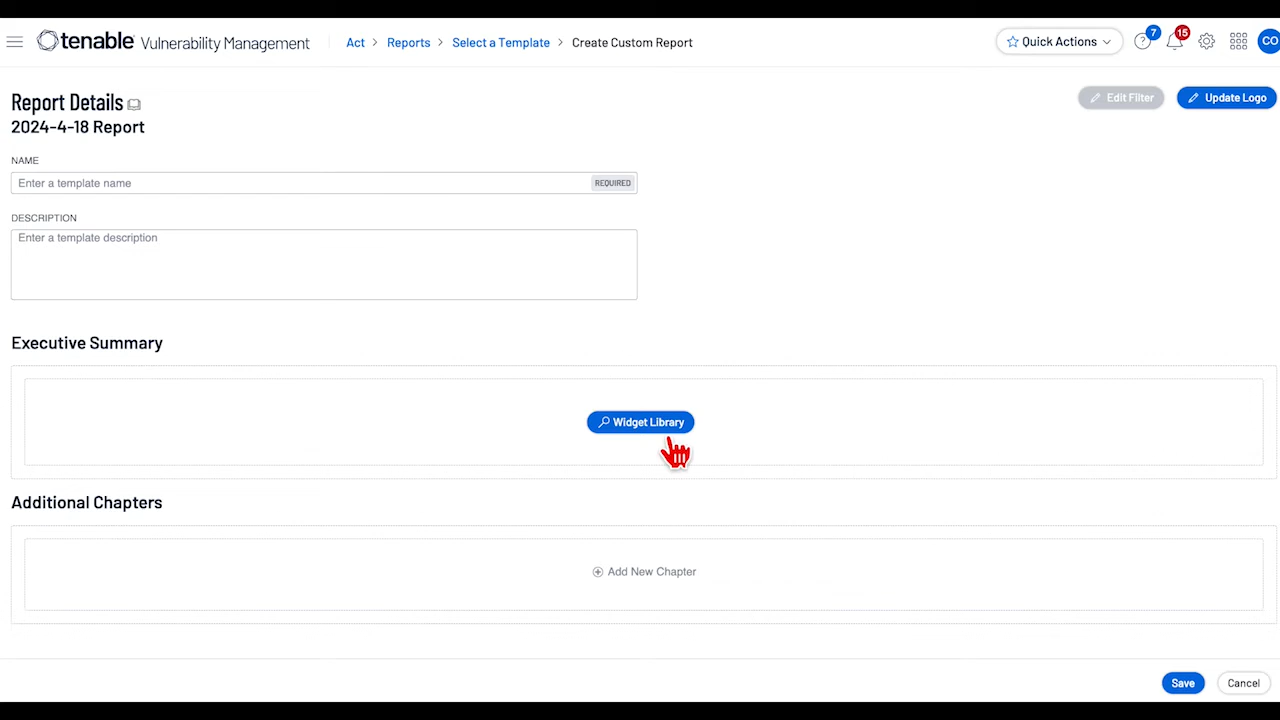 tenable Vulnerability Management
Act > Reports > Select a Template > Create Custom Report
Quick Actions
7
15
CO
Report Details
2024-4-18 Report
Edit Filter
Update Logo
NAME
Enter a template name
REQUIRED
DESCRIPTION
Enter a template description
Executive Summary
Widget Library
Additional Chapters
Add New Chapter
Save
Cancel